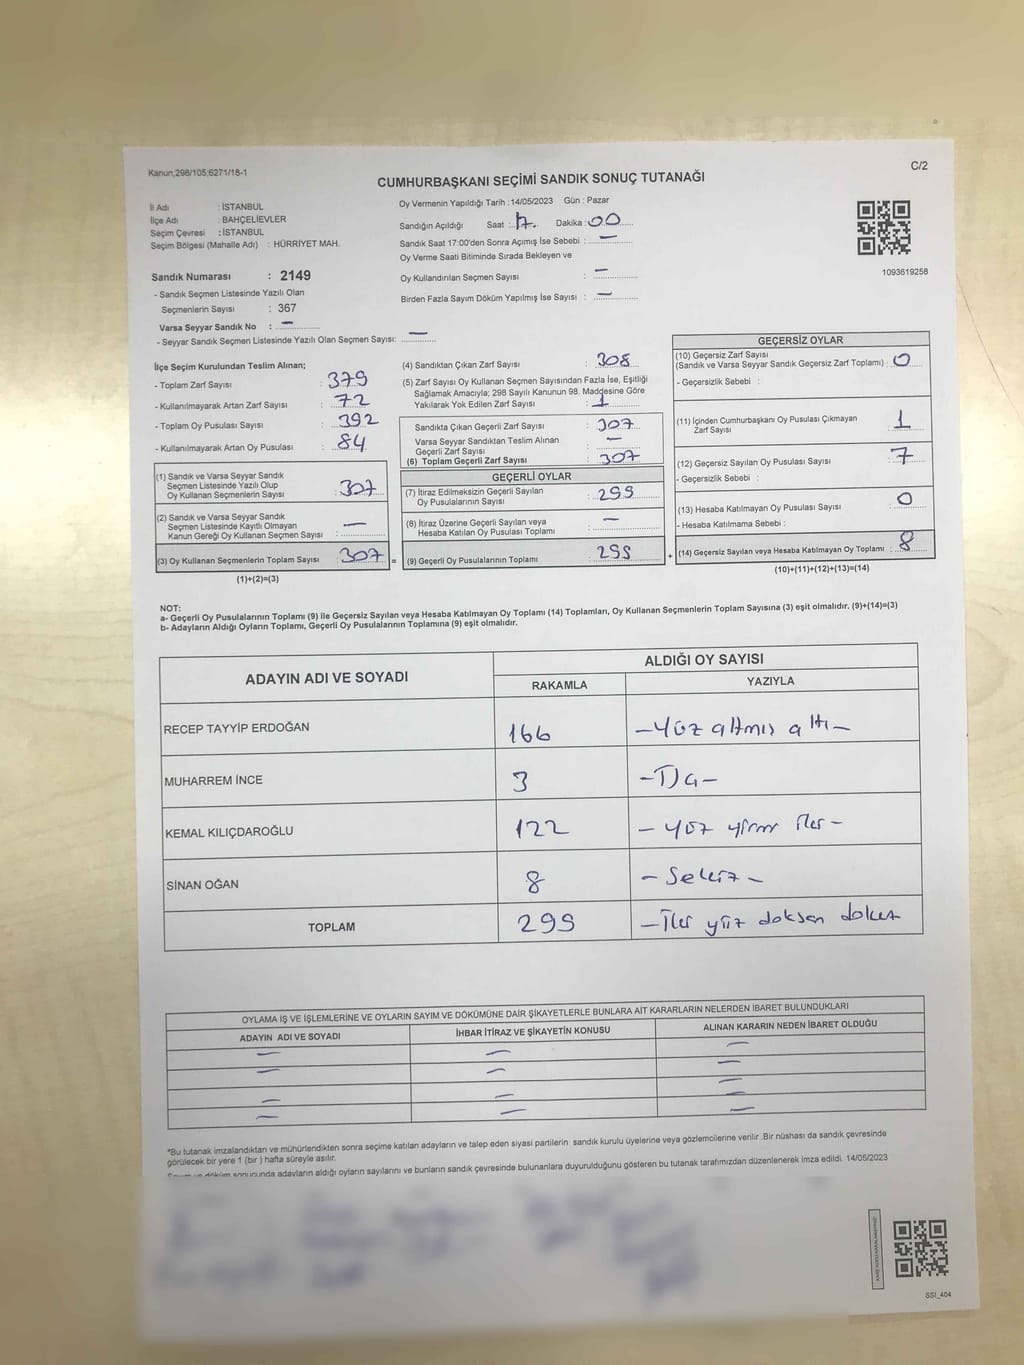 Kanun,298/105;6271/18-1
C/2
CUMHURBAŞKANI SEÇİMİ SANDIK SONUÇ TUTANAĞI
İl Adı : İSTANBUL
İlçe Adı : BAHÇELİEVLER
Seçim Çevresi : İSTANBUL
Seçim Bölgesi (Mahalle Adı) : HÜRRİYET MAH.
Sandık Numarası : 2149
- Sandık Seçmen Listesinde Yazılı Olan
Seçmenlerin Sayısı : 367
Varsa Seyyar Sandık No : —
- Seyyar Sandık Seçmen Listesinde Yazılı Olan Seçmen Sayısı: —
Oy Vermenin Yapıldığı Tarih :14/05/2023 Gün : Pazar
Sandığın Açıldığı Saat : 17. Dakika : 00
Sandık Saat 17:00'den Sonra Açımış İse Sebebi : —
Oy Verme Saati Bitiminde Sırada Bekleyen ve
Oy Kullandırılan Seçmen Sayısı : —
Birden Fazla Sayım Döküm Yapılmış İse Sayısı : —
1093619258
İlçe Seçim Kurulundan Teslim Alınan;
- Toplam Zarf Sayısı : 379
- Kullanılmayarak Artan Zarf Sayısı : 72
- Toplam Oy Pusulası Sayısı : 392
- Kullanılmayarak Artan Oy Pusulası : 84
(1) Sandık ve Varsa Seyyar Sandık
Seçmen Listesinde Yazılı Olup
Oy Kullanan Seçmenlerin Sayısı : 307
(2) Sandık ve Varsa Seyyar Sandık
Seçmen Listesinde Kayıtlı Olmayan
Kanun Gereği Oy Kullanan Seçmen Sayısı : —
(3) Oy Kullanan Seçmenlerin Toplam Sayısı : 307
(1)+(2)=(3)
(4) Sandıktan Çıkan Zarf Sayısı : 308
(5) Zarf Sayısı Oy Kullanan Seçmen Sayısından Fazla İse, Eşitliği
Sağlamak Amacıyla; 298 Sayılı Kanunun 98. Maddesine Göre
Yakılarak Yok Edilen Zarf Sayısı : 1
Sandıkta Çıkan Geçerli Zarf Sayısı : 307
Varsa Seyyar Sandıktan Teslim Alınan
Geçerli Zarf Sayısı : —
(6) Toplam Geçerli Zarf Sayısı : 307
GEÇERLİ OYLAR
(7) İtiraz Edilmeksizin Geçerli Sayılan
Oy Pusulalarının Sayısı : 299
(8) İtiraz Üzerine Geçerli Sayılan veya
Hesaba Katılan Oy Pusulası Toplamı : —
= (9) Geçerli Oy Pusulalarının Toplamı : 299
GEÇERSİZ OYLAR
(10) Geçersiz Zarf Sayısı
(Sandık ve Varsa Seyyar Sandık Geçersiz Zarf Toplamı) : 0
- Geçersizlik Sebebi :
(11) İçinden Cumhurbaşkanı Oy Pusulası Çıkmayan
Zarf Sayısı : 1
(12) Geçersiz Sayılan Oy Pusulası Sayısı : 7
- Geçersizlik Sebebi :
(13) Hesaba Katılmayan Oy Pusulası Sayısı : 0
- Hesaba Katılmama Sebebi :
+ (14) Geçersiz Sayılan veya Hesaba Katılmayan Oy Toplamı : 8
(10)+(11)+(12)+(13)=(14)
NOT:
a- Geçerli Oy Pusulalarının Toplamı (9) ile Geçersiz Sayılan veya Hesaba Katılmayan Oy Toplamı (14) Toplamları, Oy Kullanan Seçmenlerin Toplam Sayısına (3) eşit olmalıdır. (9)+(14)=(3)
b- Adayların Aldığı Oyların Toplamı, Geçerli Oy Pusulalarının Toplamına (9) eşit olmalıdır.
ADAYIN ADI VE SOYADI
ALDIĞI OY SAYISI
RAKAMLA YAZIYLA
RECEP TAYYİP ERDOĞAN 166 – Yüz altmış altı –
MUHARREM İNCE 3 – Üç –
KEMAL KILIÇDAROĞLU 122 – yüz yirmi iki –
SİNAN OĞAN 8 – Sekiz –
TOPLAM 299 – İki yüz doksan dokuz
OYLAMA İŞ VE İŞLEMLERİNE VE OYLARIN SAYIM VE DÖKÜMÜNE DAİR ŞİKAYETLERLE BUNLARA AİT KARARLARIN NELERDEN İBARET BULUNDUKLARI
ADAYIN ADI VE SOYADI İHBAR İTİRAZ VE ŞİKAYETİN KONUSU ALINAN KARARIN NEDEN İBARET OLDUĞU
— — —
— — —
—
— — —
— — —
*Bu tutanak imzalandıktan ve mühürlendikten sonra seçime katılan adayların ve talep eden siyasi partilerin sandık kurulu üyelerine veya gözlemcilerine verilir .Bir nüshası da sandık çevresinde
görülecek bir yere 1 (bir ) hafta süreyle asılır.
Sayım ve döküm sonucunda adayların aldığı oyların sayılarını ve bunların sandık çevresinde bulunanlara duyurulduğunu gösteren bu tutanak tarafımızdan düzenlenerek imza edildi. 14/05/2023
SSI_404